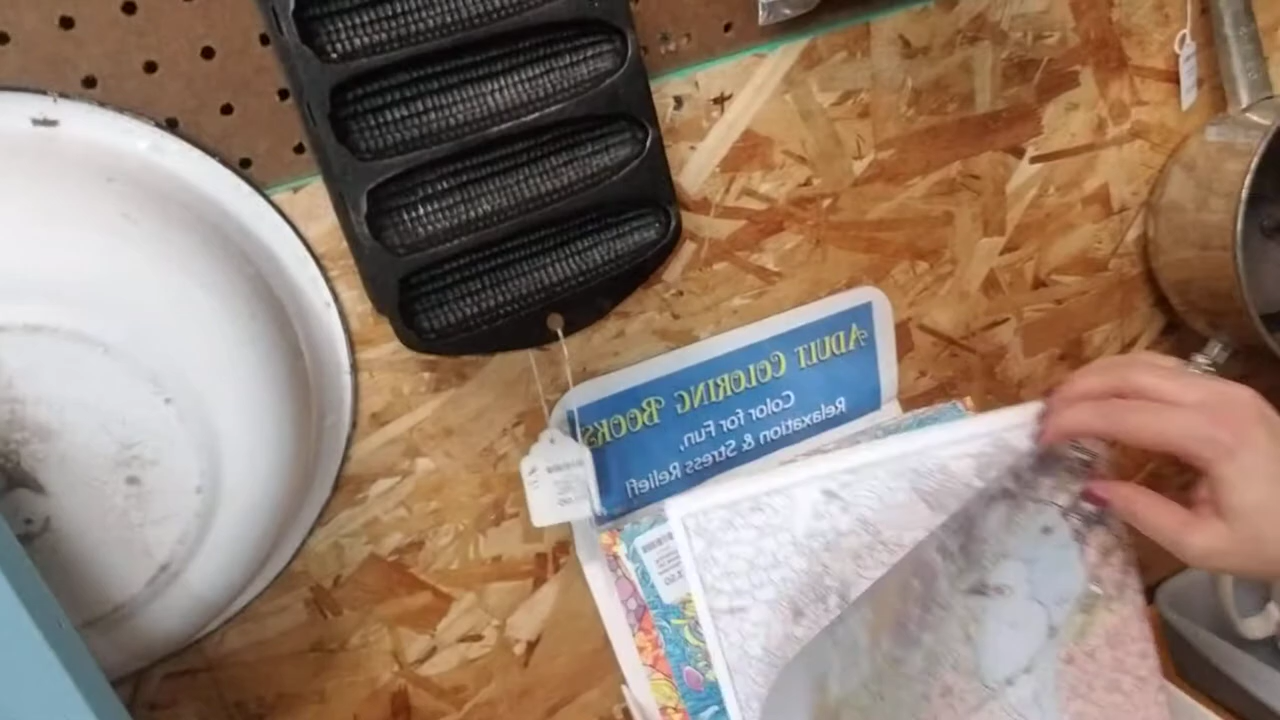 ADULT COLORING BOOKS
Color for Fun,
Relaxation & Stress Relief!